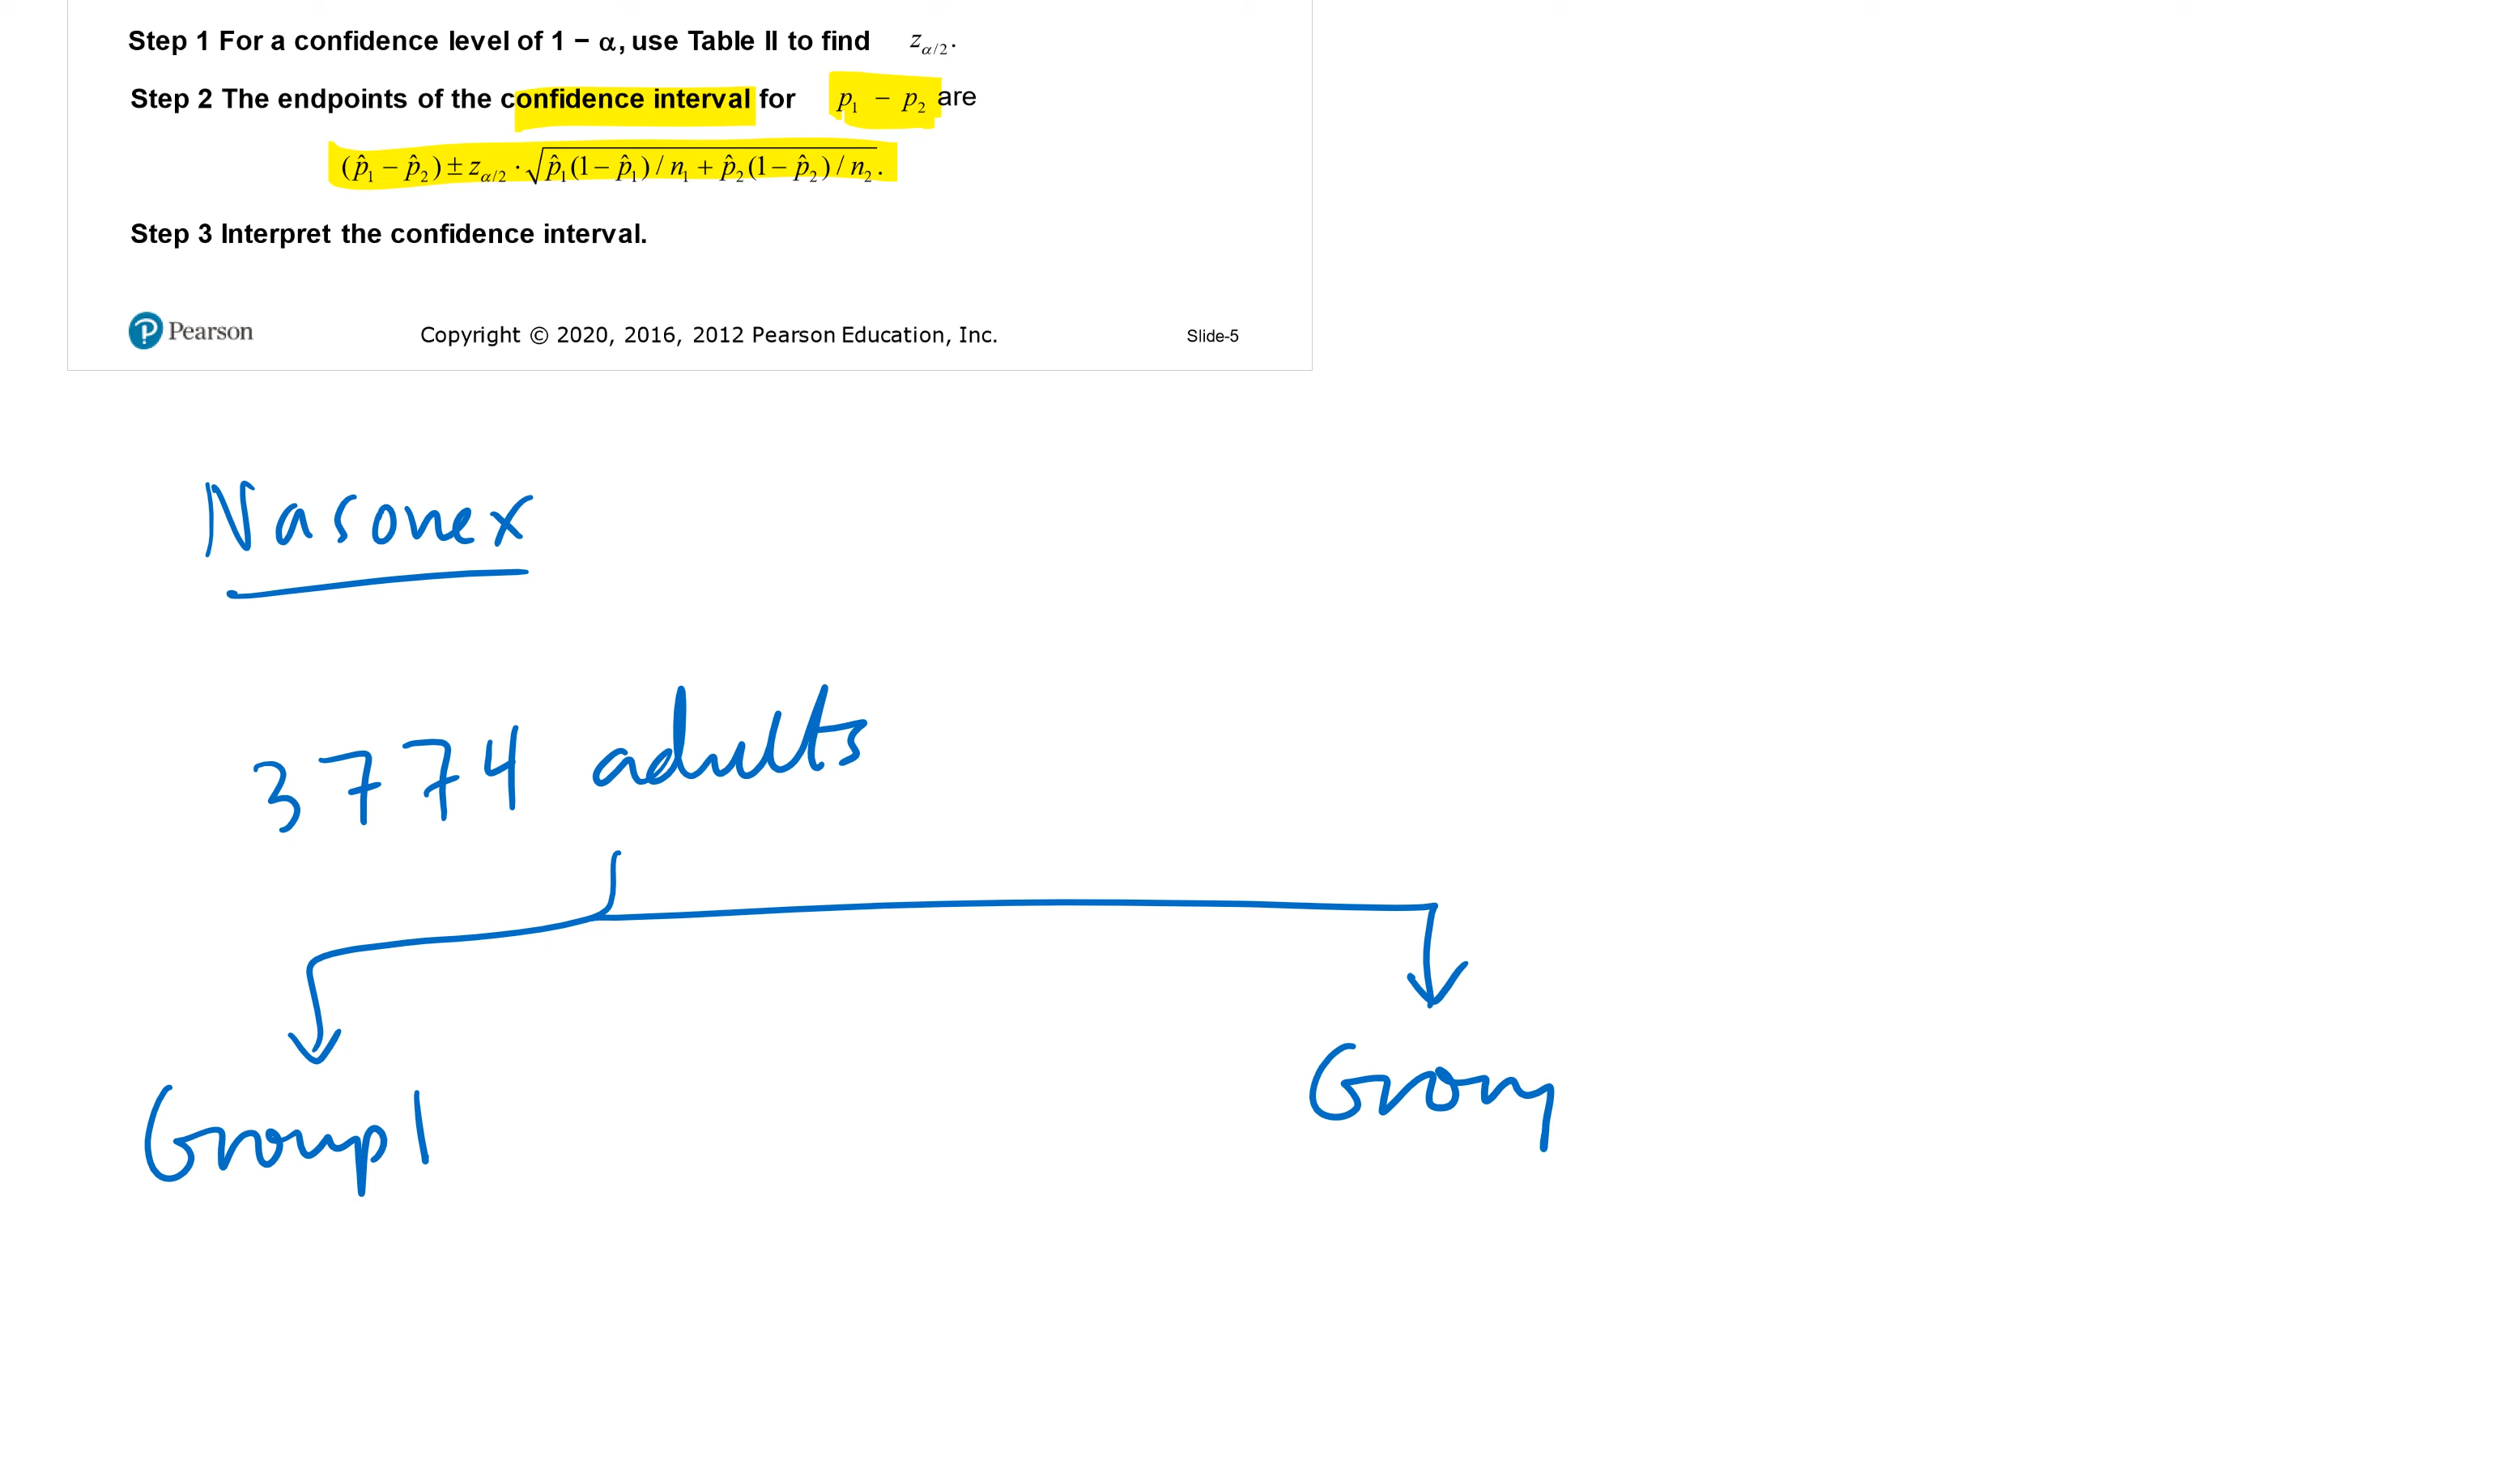 Step 1 For a confidence level of 1 − α, use Table II to find z_{α/2}.
Step 2 The endpoints of the confidence interval for p₁ − p₂ are
(p̂₁ − p̂₂) ± z_{α/2} · √p̂₁(1 − p̂₁) / n₁ + p̂₂(1 − p̂₂) / n₂.
Step 3 Interpret the confidence interval.
Pearson
Copyright © 2020, 2016, 2012 Pearson Education, Inc.
Slide-5
Nasonex
3774 adults
Group 1